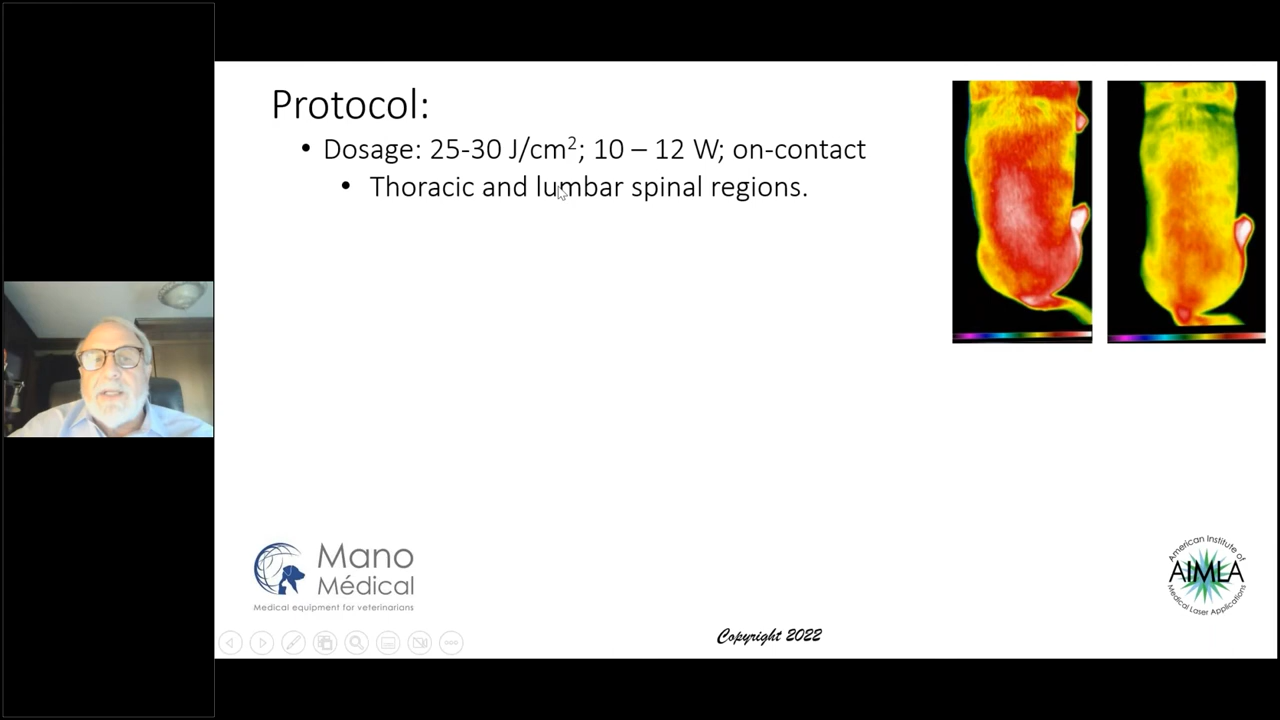 Protocol:
• Dosage: 25-30 J/cm²; 10 – 12 W; on-contact
• Thoracic and lumbar spinal regions.
Mano
Médical
Medical equipment for veterinarians
American Institute of
AIMLA
Medical Laser Applications
Copyright 2022